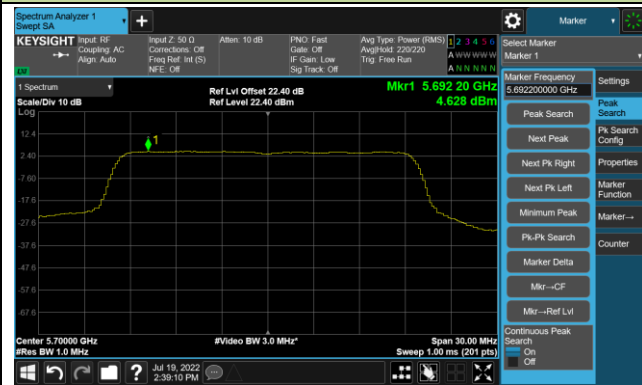 Spectrum Analyzer 1
Swept SA
+
Marker
KEYSIGHT
Input: RF
Coupling: AC
Align: Auto
Input Z: 50 Ω
Corrections: Off
Freq Ref: Int (S)
NFE: Off
Atten: 10 dB
PNO: Fast
Gate: Off
IF Gain: Low
Sig Track: Off
Avg Type: Power (RMS)
Avg|Hold: 220/220
Trig: Free Run
1 2 3 4 5 6
A W W W W W
A N N N N N
LXI
Select Marker
Marker 1
1 Spectrum
Scale/Div 10 dB
Log
Ref Lvl Offset 22.40 dB
Ref Level 22.40 dBm
Mkr1 5.692 20 GHz
4.628 dBm
1
12.4
2.40
-7.60
-17.6
-27.6
-37.6
-47.6
-57.6
-67.6
Center 5.70000 GHz
#Res BW 1.0 MHz
#Video BW 3.0 MHz*
Span 30.00 MHz
Sweep 1.00 ms (201 pts)
Marker Frequency
5.692200000 GHz
Peak Search
Next Peak
Next Pk Right
Next Pk Left
Minimum Peak
Pk-Pk Search
Marker Delta
Mkr→CF
Mkr→Ref Lvl
Continuous Peak
Search
On
Off
Settings
Peak
Search
Pk Search
Config
Properties
Marker
Function
Marker→
Counter
?
Jul 19, 2022
2:39:10 PM